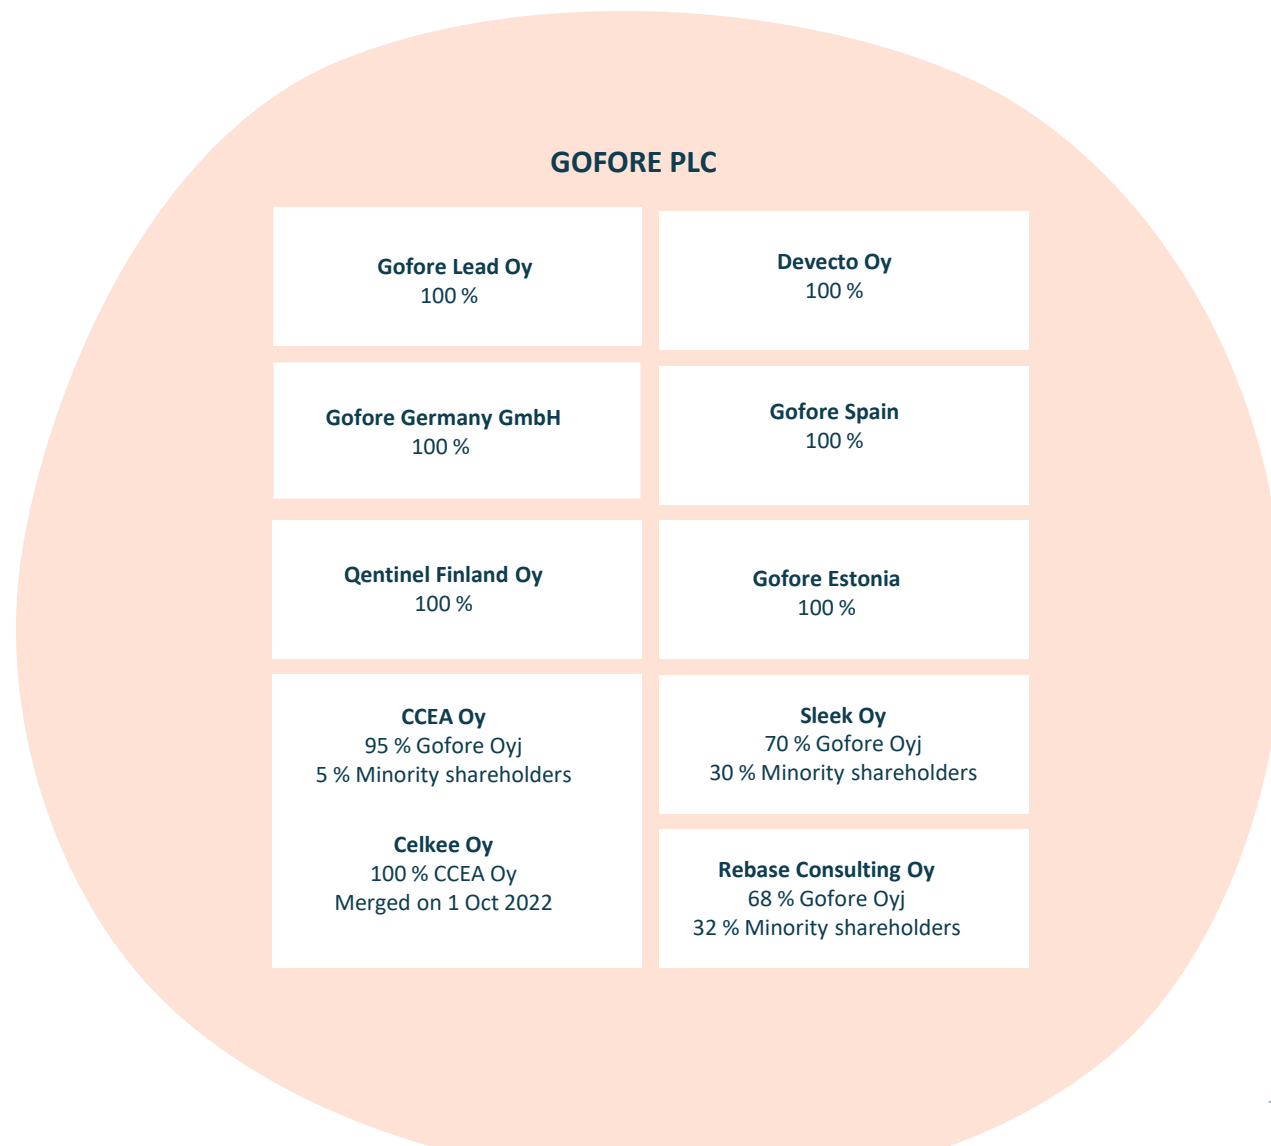 GOFORE PLC
Gofore Lead Oy
100 %
Devecto Oy
100 %
Gofore Germany GmbH
100 %
Gofore Spain
100 %
Qentinel Finland Oy
100 %
Gofore Estonia
100 %
CCEA Oy
95 % Gofore Oyj
5 % Minority shareholders
Celkee Oy
100 % CCEA Oy
Merged on 1 Oct 2022
Sleek Oy
70 % Gofore Oyj
30 % Minority shareholders
Rebase Consulting Oy
68 % Gofore Oyj
32 % Minority shareholders